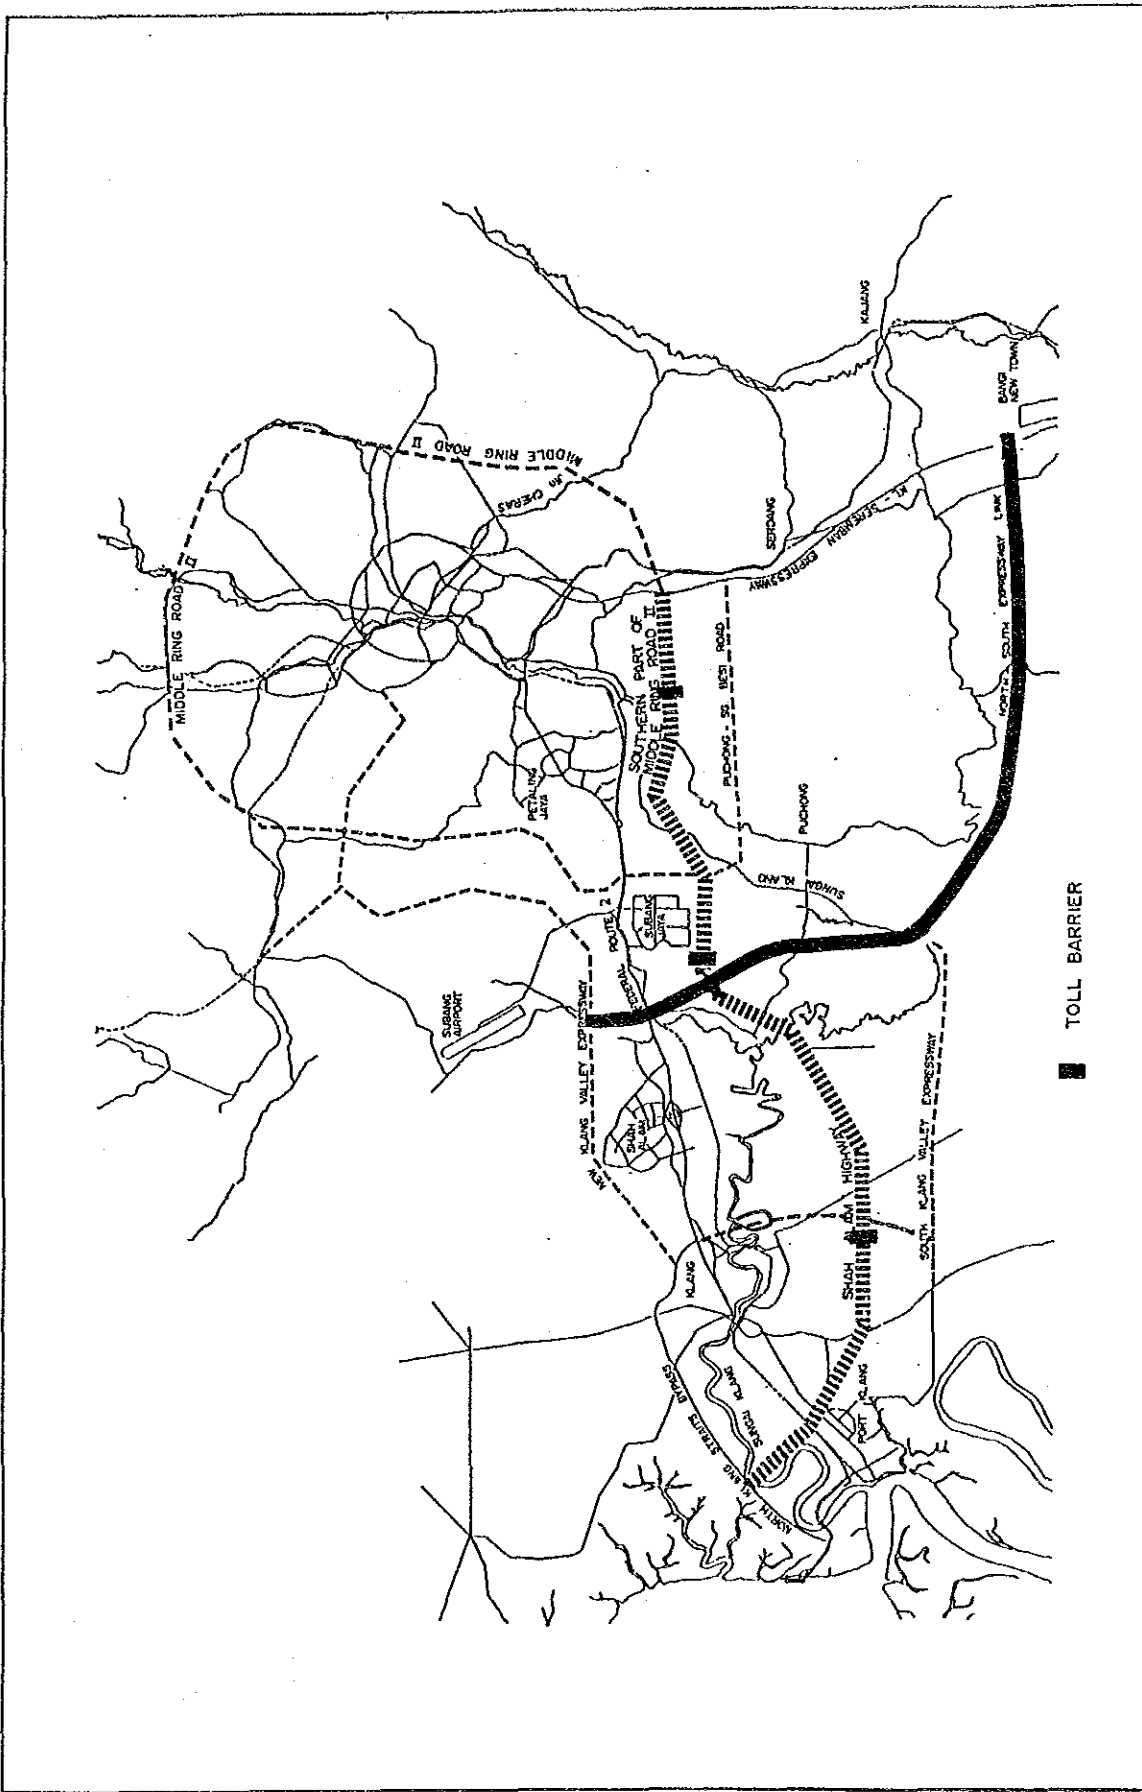 MIDDLE RING ROAD II
MIDDLE RING ROAD II
JLN CHERAS
KAJANG
BANGI
NEW TOWN
SERDANG
KL - SEREMBAN EXPRESSWAY
SOUTHERN PART OF
MIDDLE RING ROAD II
PUCHONG - SG. BESI ROAD
NORTH SOUTH EXPRESSWAY LINK
PETALING
JAYA
PUCHONG
SUNGAI KLANG
SUBANG
JAYA
FEDERAL ROUTE 2
SUBANG
AIRPORT
NEW KLANG VALLEY EXPRESSWAY
SHAH
ALAM
SHAH ALAM HIGHWAY
SOUTH KLANG VALLEY EXPRESSWAY
KLANG
NORTH KLANG STRAITS BYPASS
SUNGAI KLANG
PORT KLANG
TOLL BARRIER